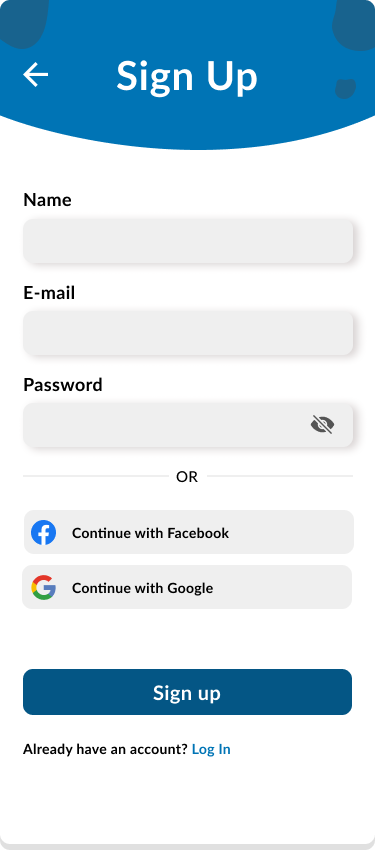 Sign Up
Name
E-mail
Password
OR
Continue with Facebook
Continue with Google
Sign up
Already have an account? Log In